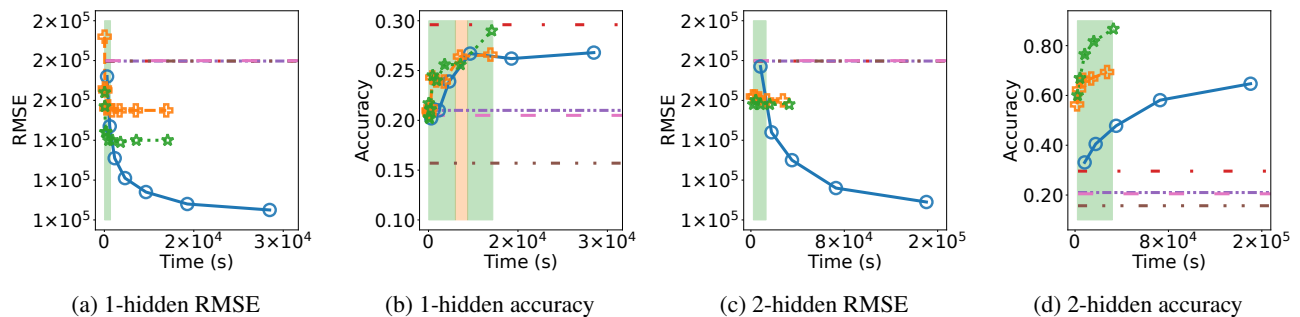 RMSE
2×10⁵
2×10⁵
2×10⁵
1×10⁵
1×10⁵
1×10⁵
0
2×10⁴
3×10⁴
Time (s)
(a) 1-hidden RMSE
Accuracy
0.30
0.25
0.20
0.15
0.10
0
2×10⁴
3×10⁴
Time (s)
(b) 1-hidden accuracy
RMSE
2×10⁵
2×10⁵
2×10⁵
1×10⁵
1×10⁵
1×10⁵
0
8×10⁴
2×10⁵
Time (s)
(c) 2-hidden RMSE
Accuracy
0.80
0.60
0.40
0.20
0
8×10⁴
2×10⁵
Time (s)
(d) 2-hidden accuracy